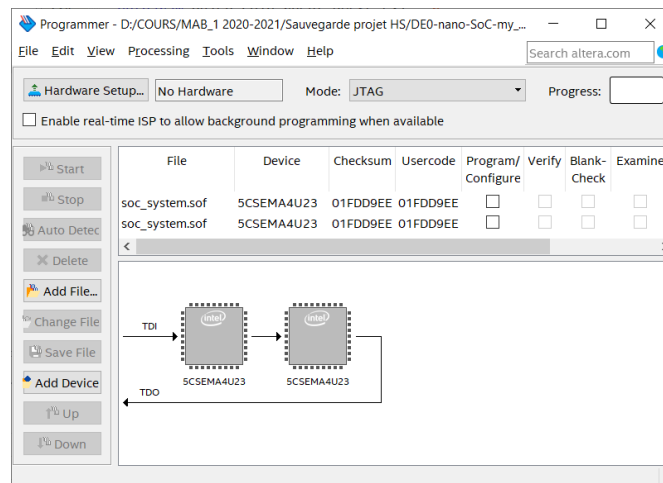 Programmer - D:/COURS/MAB_1 2020-2021/Sauvegarde projet HS/DE0-nano-SoC-my_...
File Edit View Processing Tools Window Help
Search altera.com
Hardware Setup... No Hardware Mode: JTAG Progress:
Enable real-time ISP to allow background programming when available
Start
Stop
Auto Detec
Delete
Add File...
Change File
Save File
Add Device
Up
Down
File Device Checksum Usercode Program/ Verify Blank- Examine
Configure Check
soc_system.sof 5CSEMA4U23 01FDD9EE 01FDD9EE
soc_system.sof 5CSEMA4U23 01FDD9EE 01FDD9EE
intel intel
TDI
5CSEMA4U23 5CSEMA4U23
TDO